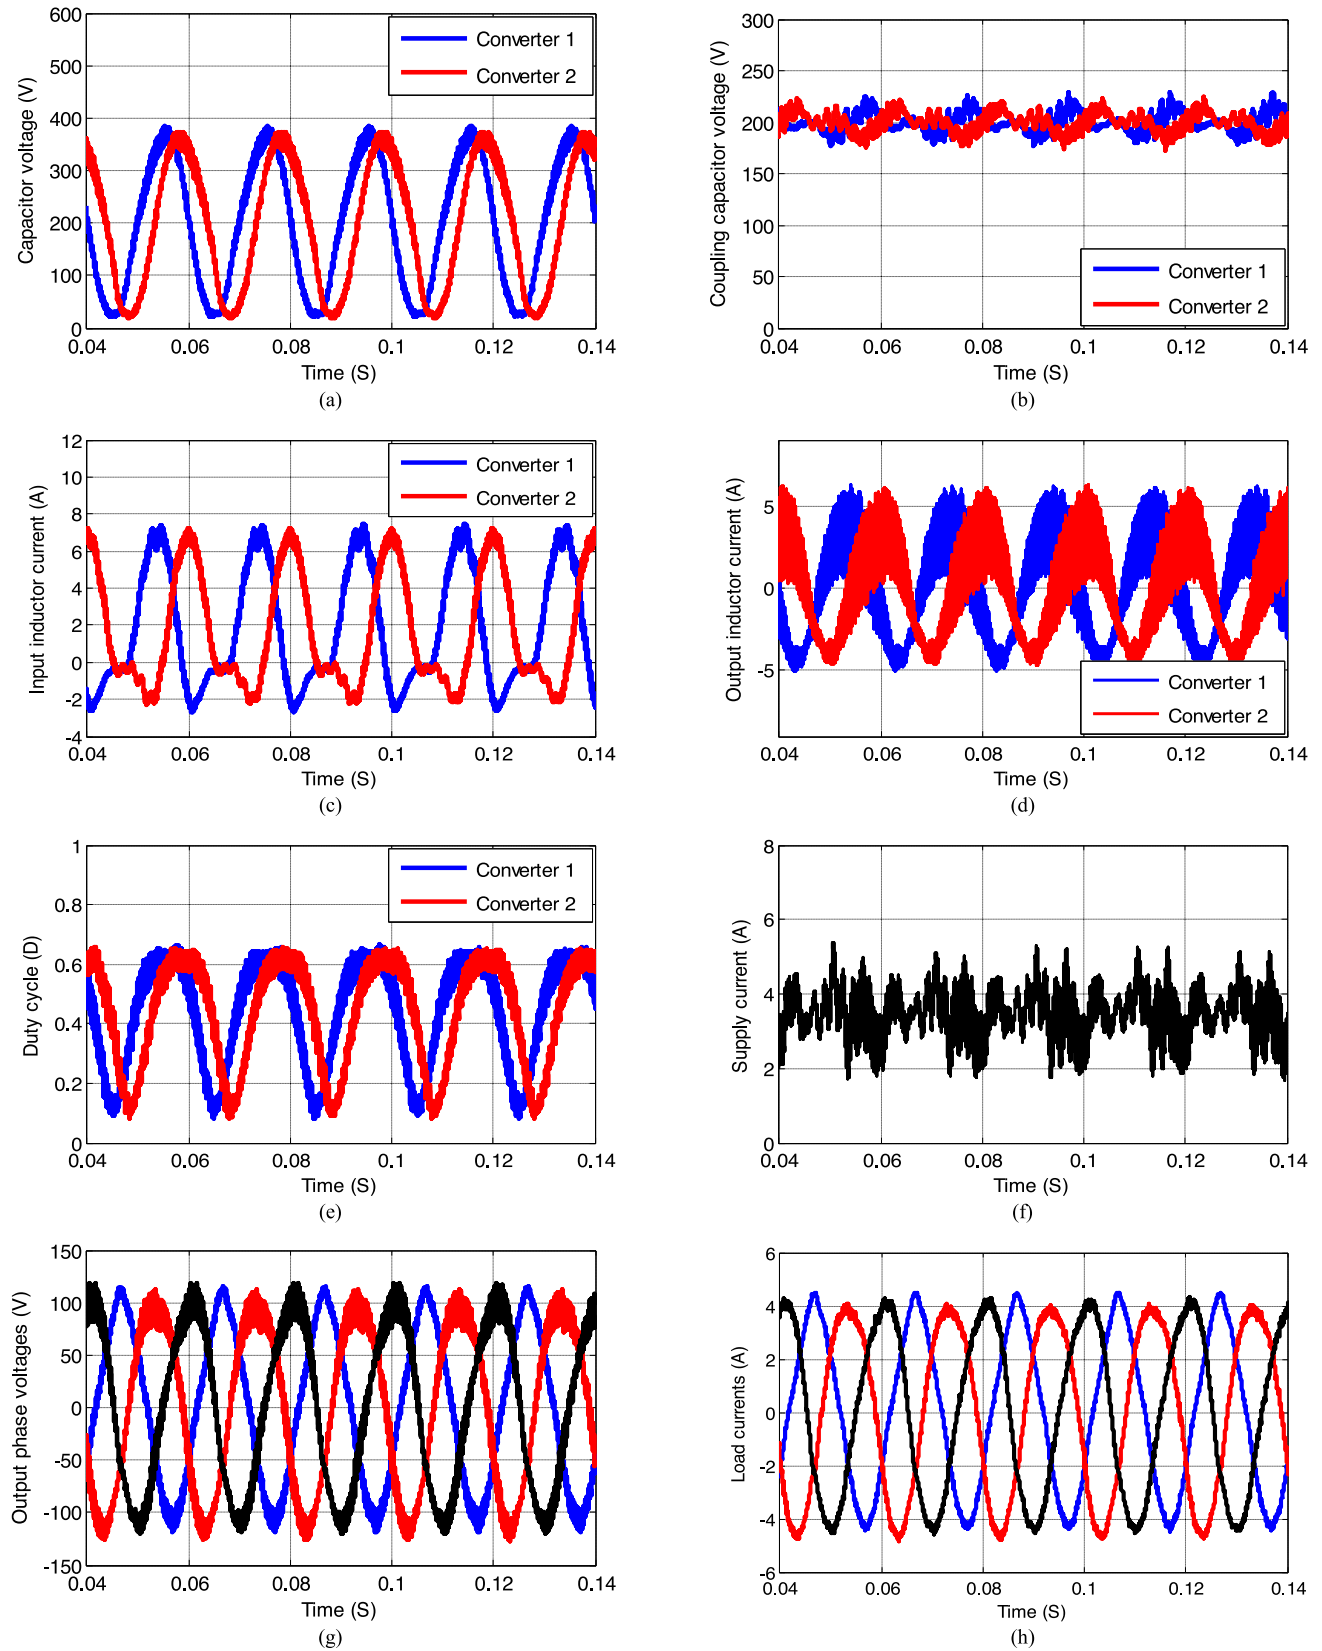 600
500
400
300
200
100
0
Capacitor voltage (V)
Converter 1
Converter 2
0.04 0.06 0.08 0.1 0.12 0.14
Time (S)
(a)
300
250
200
150
100
50
0
Coupling capacitor voltage (V)
Converter 1
Converter 2
0.04 0.06 0.08 0.1 0.12 0.14
Time (S)
(b)
12
10
8
6
4
2
0
-2
-4
Input inductor current (A)
Converter 1
Converter 2
0.04 0.06 0.08 0.1 0.12 0.14
Time (S)
(c)
5
0
-5
Output inductor current (A)
Converter 1
Converter 2
0.04 0.06 0.08 0.1 0.12 0.14
Time (S)
(d)
1
0.8
0.6
0.4
0.2
0
Duty cycle (D)
Converter 1
Converter 2
0.04 0.06 0.08 0.1 0.12 0.14
Time (S)
(e)
8
6
4
2
0
Supply current (A)
0.04 0.06 0.08 0.1 0.12 0.14
Time (S)
(f)
150
100
50
0
-50
-100
-150
Output phase voltages (V)
0.04 0.06 0.08 0.1 0.12 0.14
Time (S)
(g)
6
4
2
0
-2
-4
-6
Load currents (A)
0.04 0.06 0.08 0.1 0.12 0.14
Time (S)
(h)